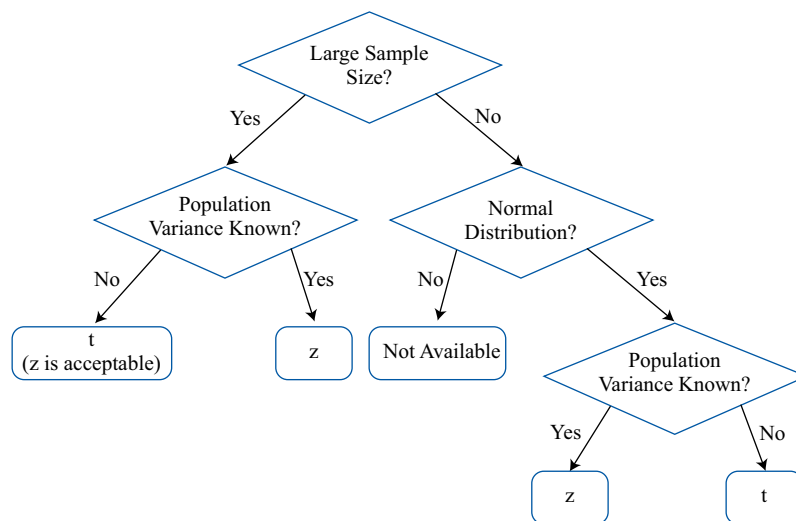 Large Sample
Size?
Yes
No
Population
Variance Known?
Normal
Distribution?
No
Yes
No
Yes
t
(z is acceptable)
z
Not Available
Population
Variance Known?
Yes
No
z
t